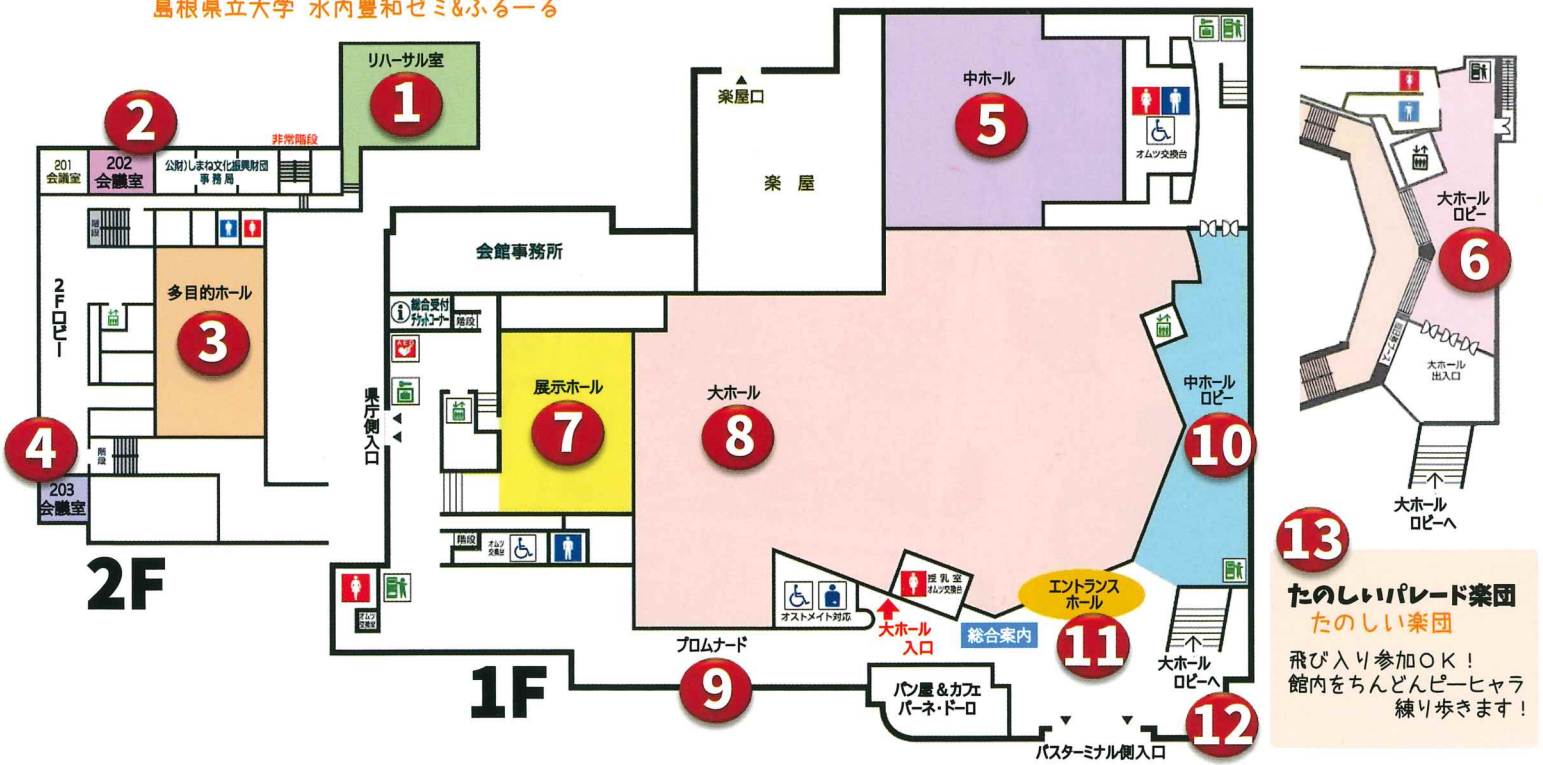 島根県立大学 水内豊和ゼミ&ふるーる
リハーサル室
1
2
非常階段
201
会議室
202
会議室
公財)しまね文化振興財団
事務局
階段
2Fロビー
多目的ホール
3
4
階段
203
会議室
2F
楽屋口
楽 屋
中ホール
5
オムツ交換台
会館事務所
総合受付
チケットコーナー
階段
AED
県庁側入口
展示ホール
7
大ホール
8
中ホール
ロビー
10
階段
オムツ
交換台
オムツ
交換台
オストメイト対応
授乳室
オムツ交換台
大ホール
入口
総合案内
エントランス
ホール
11
プロムナード
9
1F
パン屋&カフェ
パーネ・ドーロ
大ホール
ロビーへ
12
バスターミナル側入口
大ホール
ロビー
6
大ホール
出入口
大ホール
ロビーへ
13
たのしいパレード楽団
たのしい楽団
飛び入り参加OK!
館内をちんどんピーヒャラ
練り歩きます!